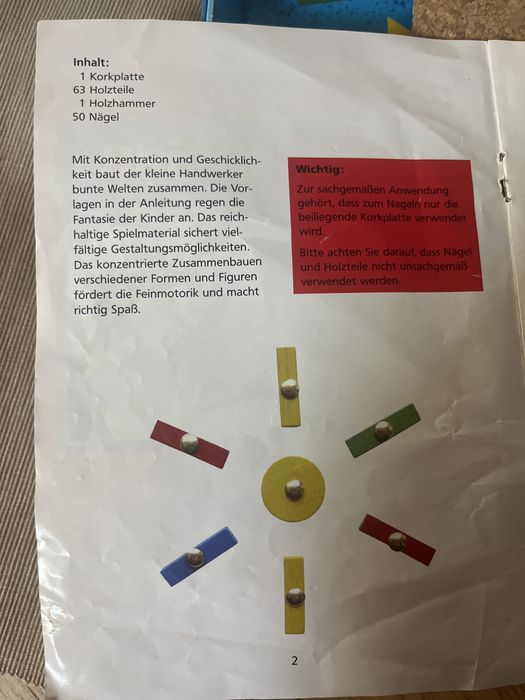 Inhalt:
1 Korkplatte
63 Holzteile
1 Holzhammer
50 Nägel
Mit Konzentration und Geschicklich-
keit baut der kleine Handwerker
bunte Welten zusammen. Die Vor-
lagen in der Anleitung regen die
Fantasie der Kinder an. Das reich-
haltige Spielmaterial sichert viel-
fältige Gestaltungsmöglichkeiten.
Das konzentrierte Zusammenbauen
verschiedener Formen und Figuren
fördert die Feinmotorik und macht
richtig Spaß.
Wichtig:
Zur sachgemäßen Anwendung
gehört, dass zum Nageln nur die
beiliegende Korkplatte verwendet
wird.
Bitte achten Sie darauf, dass Nägel
und Holzteile nicht unsachgemäß
verwendet werden.
2